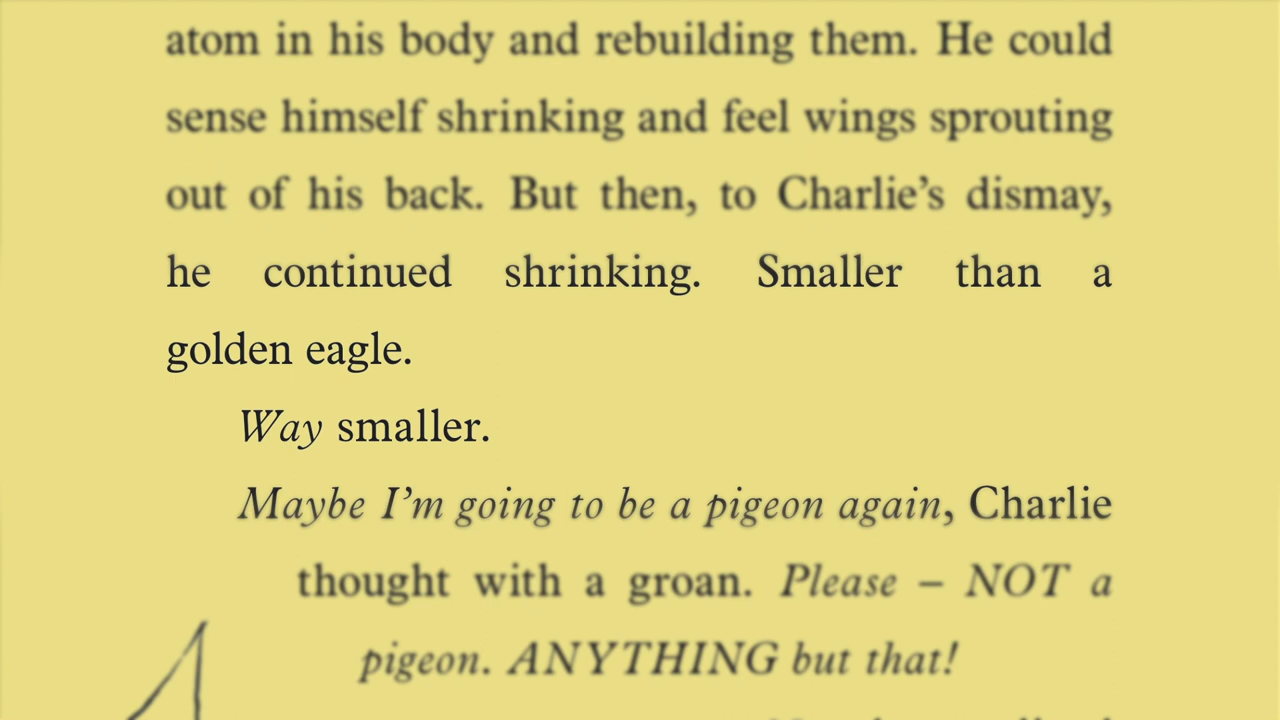 atom in his body and rebuilding them. He could
sense himself shrinking and feel wings sprouting
out of his back. But then, to Charlie’s dismay,
he continued shrinking. Smaller than a
golden eagle.
Way smaller.
Maybe I’m going to be a pigeon again, Charlie
thought with a groan. Please – NOT a
pigeon. ANYTHING but that!